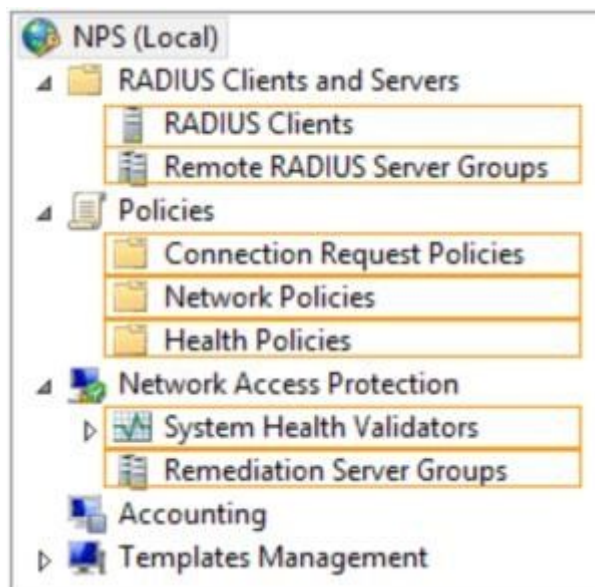 NPS (Local)
RADIUS Clients and Servers
RADIUS Clients
Remote RADIUS Server Groups
Policies
Connection Request Policies
Network Policies
Health Policies
Network Access Protection
System Health Validators
Remediation Server Groups
Accounting
Templates Management